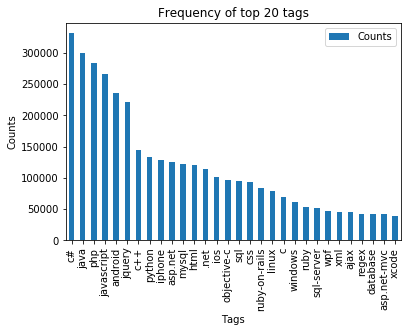 Frequency of top 20 tags
Counts
Counts
350000
300000
250000
200000
150000
100000
50000
0
c#
java
php
javascript
android
jquery
c++
python
iphone
asp.net
mysql
html
.net
ios
objective-c
sql
css
ruby-on-rails
linux
c
windows
ruby
sql-server
wpf
xml
ajax
regex
database
asp.net-mvc
xcode
Tags